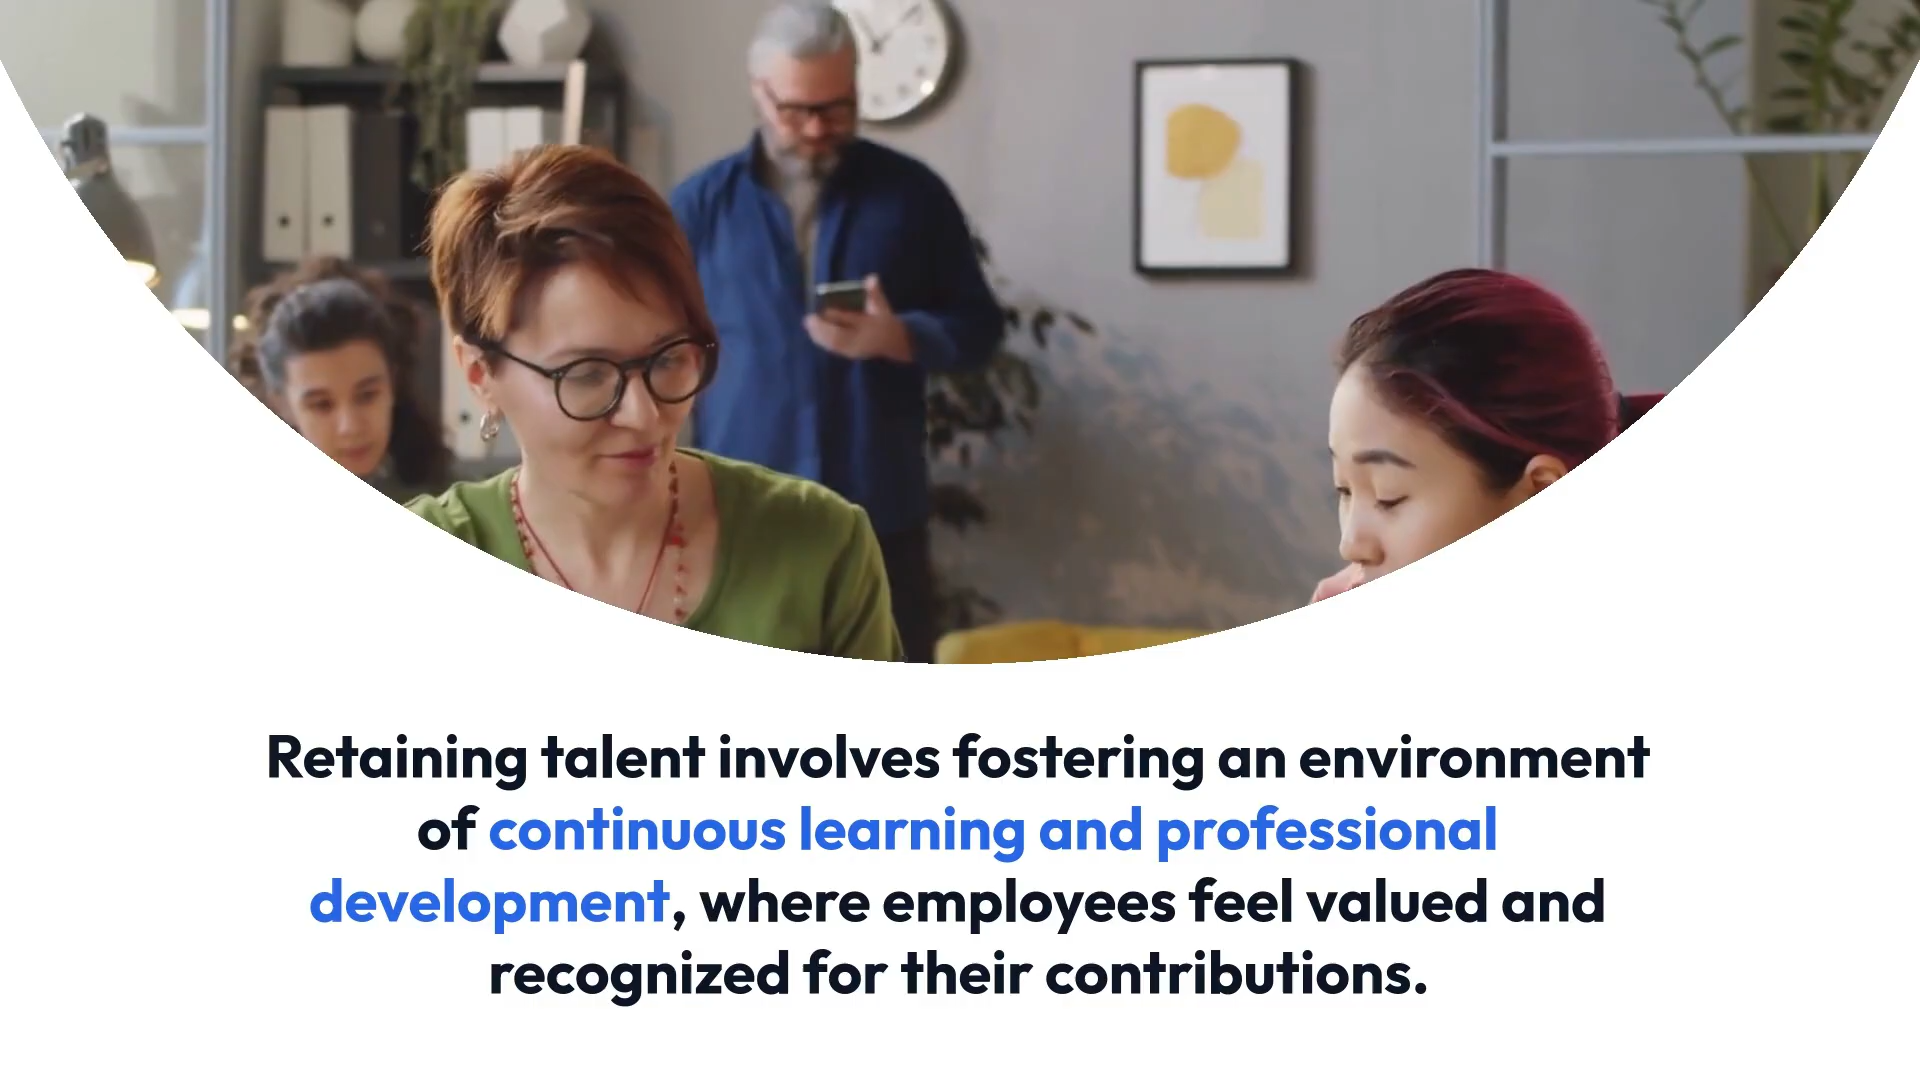 Retaining talent involves fostering an environment
of continuous learning and professional
development, where employees feel valued and
recognized for their contributions.